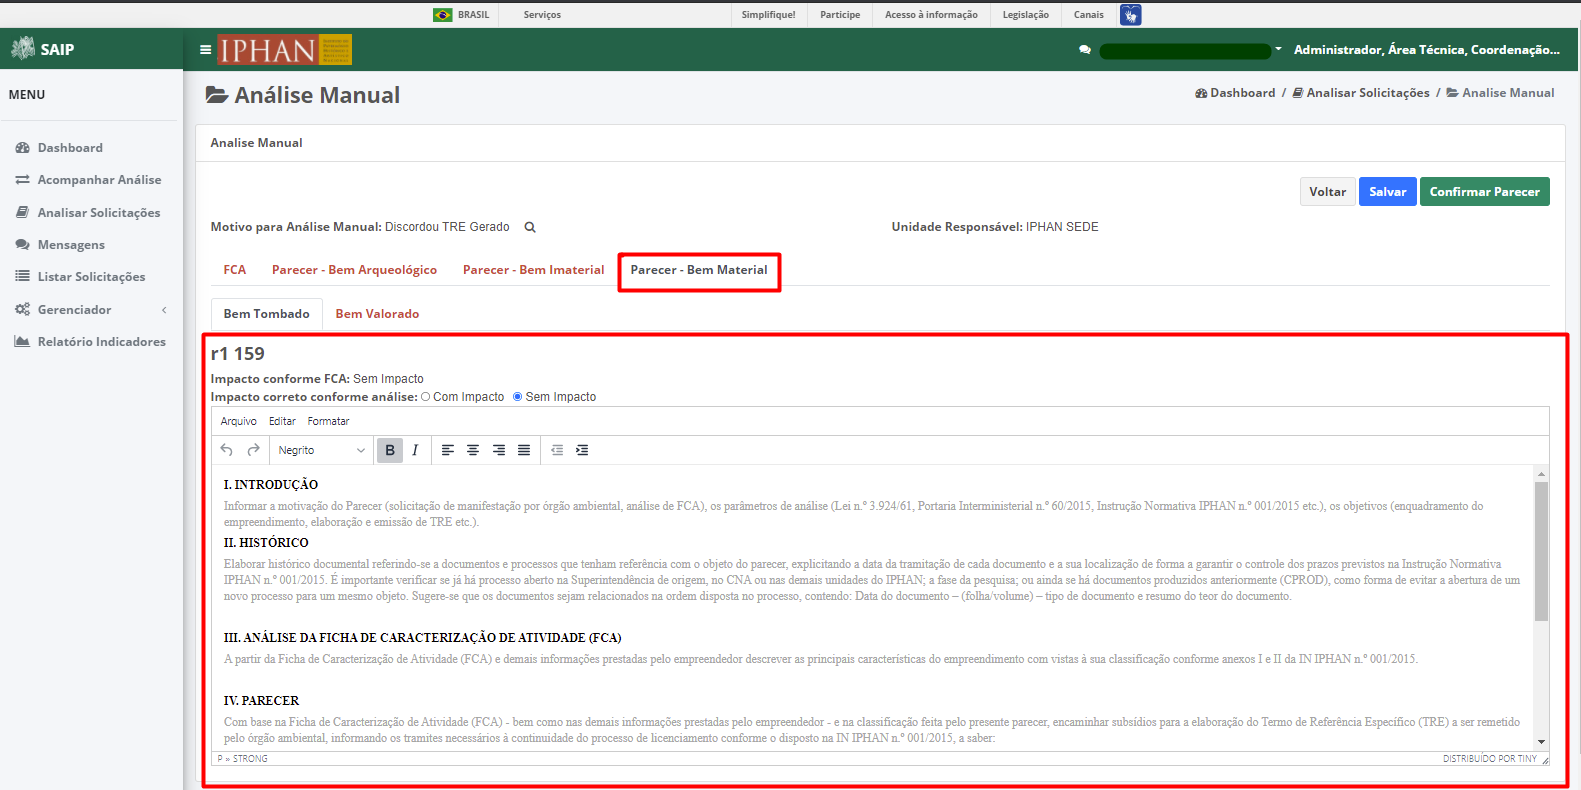 BRASIL Serviços Simplifique! Participe Acesso à informação Legislação Canais
SAIP
IPHAN
Administrador, Área Técnica, Coordenação...
MENU
Dashboard
Acompanhar Análise
Analisar Solicitações
Mensagens
Listar Solicitações
Gerenciador
Relatório Indicadores
Análise Manual
Dashboard / Analisar Solicitações / Analise Manual
Analise Manual
Voltar Salvar Confirmar Parecer
Motivo para Análise Manual: Discordou TRE Gerado
Unidade Responsável: IPHAN SEDE
FCA Parecer - Bem Arqueológico Parecer - Bem Imaterial Parecer - Bem Material
Bem Tombado Bem Valorado
r1 159
Impacto conforme FCA: Sem Impacto
Impacto correto conforme análise: Com Impacto Sem Impacto
Arquivo Editar Formatar
Negrito B I
I. INTRODUÇÃO
Informar a motivação do Parecer (solicitação de manifestação por órgão ambiental, análise de FCA), os parâmetros de análise (Lei n.º 3.924/61, Portaria Interministerial n.º 60/2015, Instrução Normativa IPHAN n.º 001/2015 etc.), os objetivos (enquadramento do
empreendimento, elaboração e emissão de TRE etc.).
II. HISTÓRICO
Elaborar histórico documental referindo-se a documentos e processos que tenham referência com o objeto do parecer, explicitando a data da tramitação de cada documento e a sua localização de forma a garantir o controle dos prazos previstos na Instrução Normativa
IPHAN n.º 001/2015. É importante verificar se já há processo aberto na Superintendência de origem, no CNA ou nas demais unidades do IPHAN; a fase da pesquisa; ou ainda se há documentos produzidos anteriormente (CPROD), como forma de evitar a abertura de um
novo processo para um mesmo objeto. Sugere-se que os documentos sejam relacionados na ordem disposta no processo, contendo: Data do documento – (folha/volume) – tipo de documento e resumo do teor do documento.
III. ANÁLISE DA FICHA DE CARACTERIZAÇÃO DE ATIVIDADE (FCA)
A partir da Ficha de Caracterização de Atividade (FCA) e demais informações prestadas pelo empreendedor descrever as principais características do empreendimento com vistas à sua classificação conforme anexos I e II da IN IPHAN n.º 001/2015.
IV. PARECER
Com base na Ficha de Caracterização de Atividade (FCA) - bem como nas demais informações prestadas pelo empreendedor - e na classificação feita pelo presente parecer, encaminhar subsídios para a elaboração do Termo de Referência Específico (TRE) a ser remetido
pelo órgão ambiental, informando os tramites necessários à continuidade do processo de licenciamento conforme o disposto na IN IPHAN n.º 001/2015, a saber:
P » STRONG
DISTRIBUÍDO POR TINY